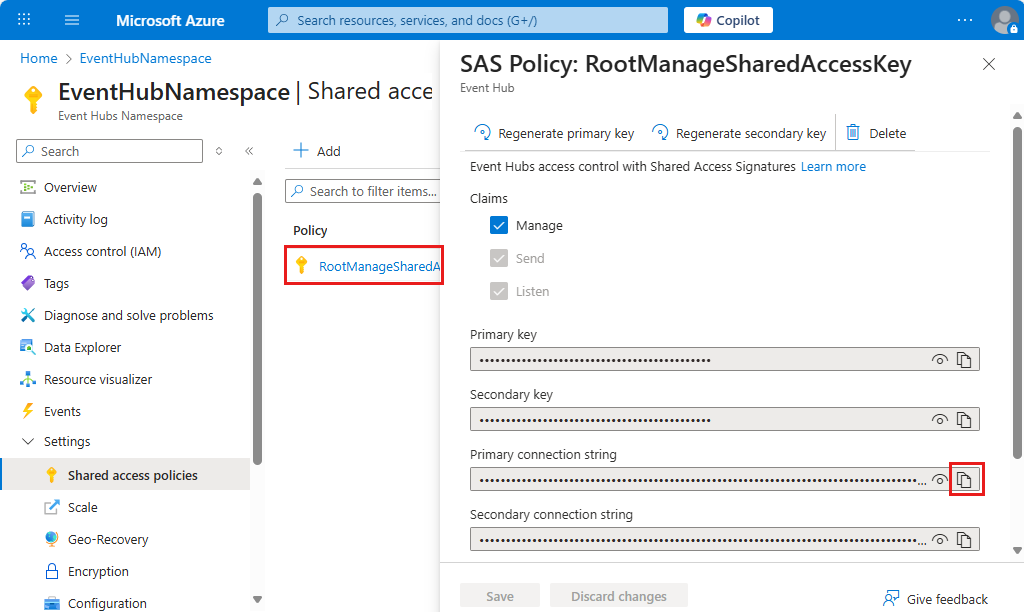 Microsoft Azure
Search resources, services, and docs (G+/)
Copilot
Home > EventHubNamespace
EventHubNamespace | Shared acce
Event Hubs Namespace
Search
Overview
Activity log
Access control (IAM)
Tags
Diagnose and solve problems
Data Explorer
Resource visualizer
Events
Settings
Shared access policies
Scale
Geo-Recovery
Encryption
Configuration
Add
Search to filter items...
Policy
RootManageSharedA
SAS Policy: RootManageSharedAccessKey
Event Hub
Regenerate primary key
Regenerate secondary key
Delete
Event Hubs access control with Shared Access Signatures Learn more
Claims
Manage
Send
Listen
Primary key
Secondary key
Primary connection string
Secondary connection string
Save
Discard changes
Give feedback